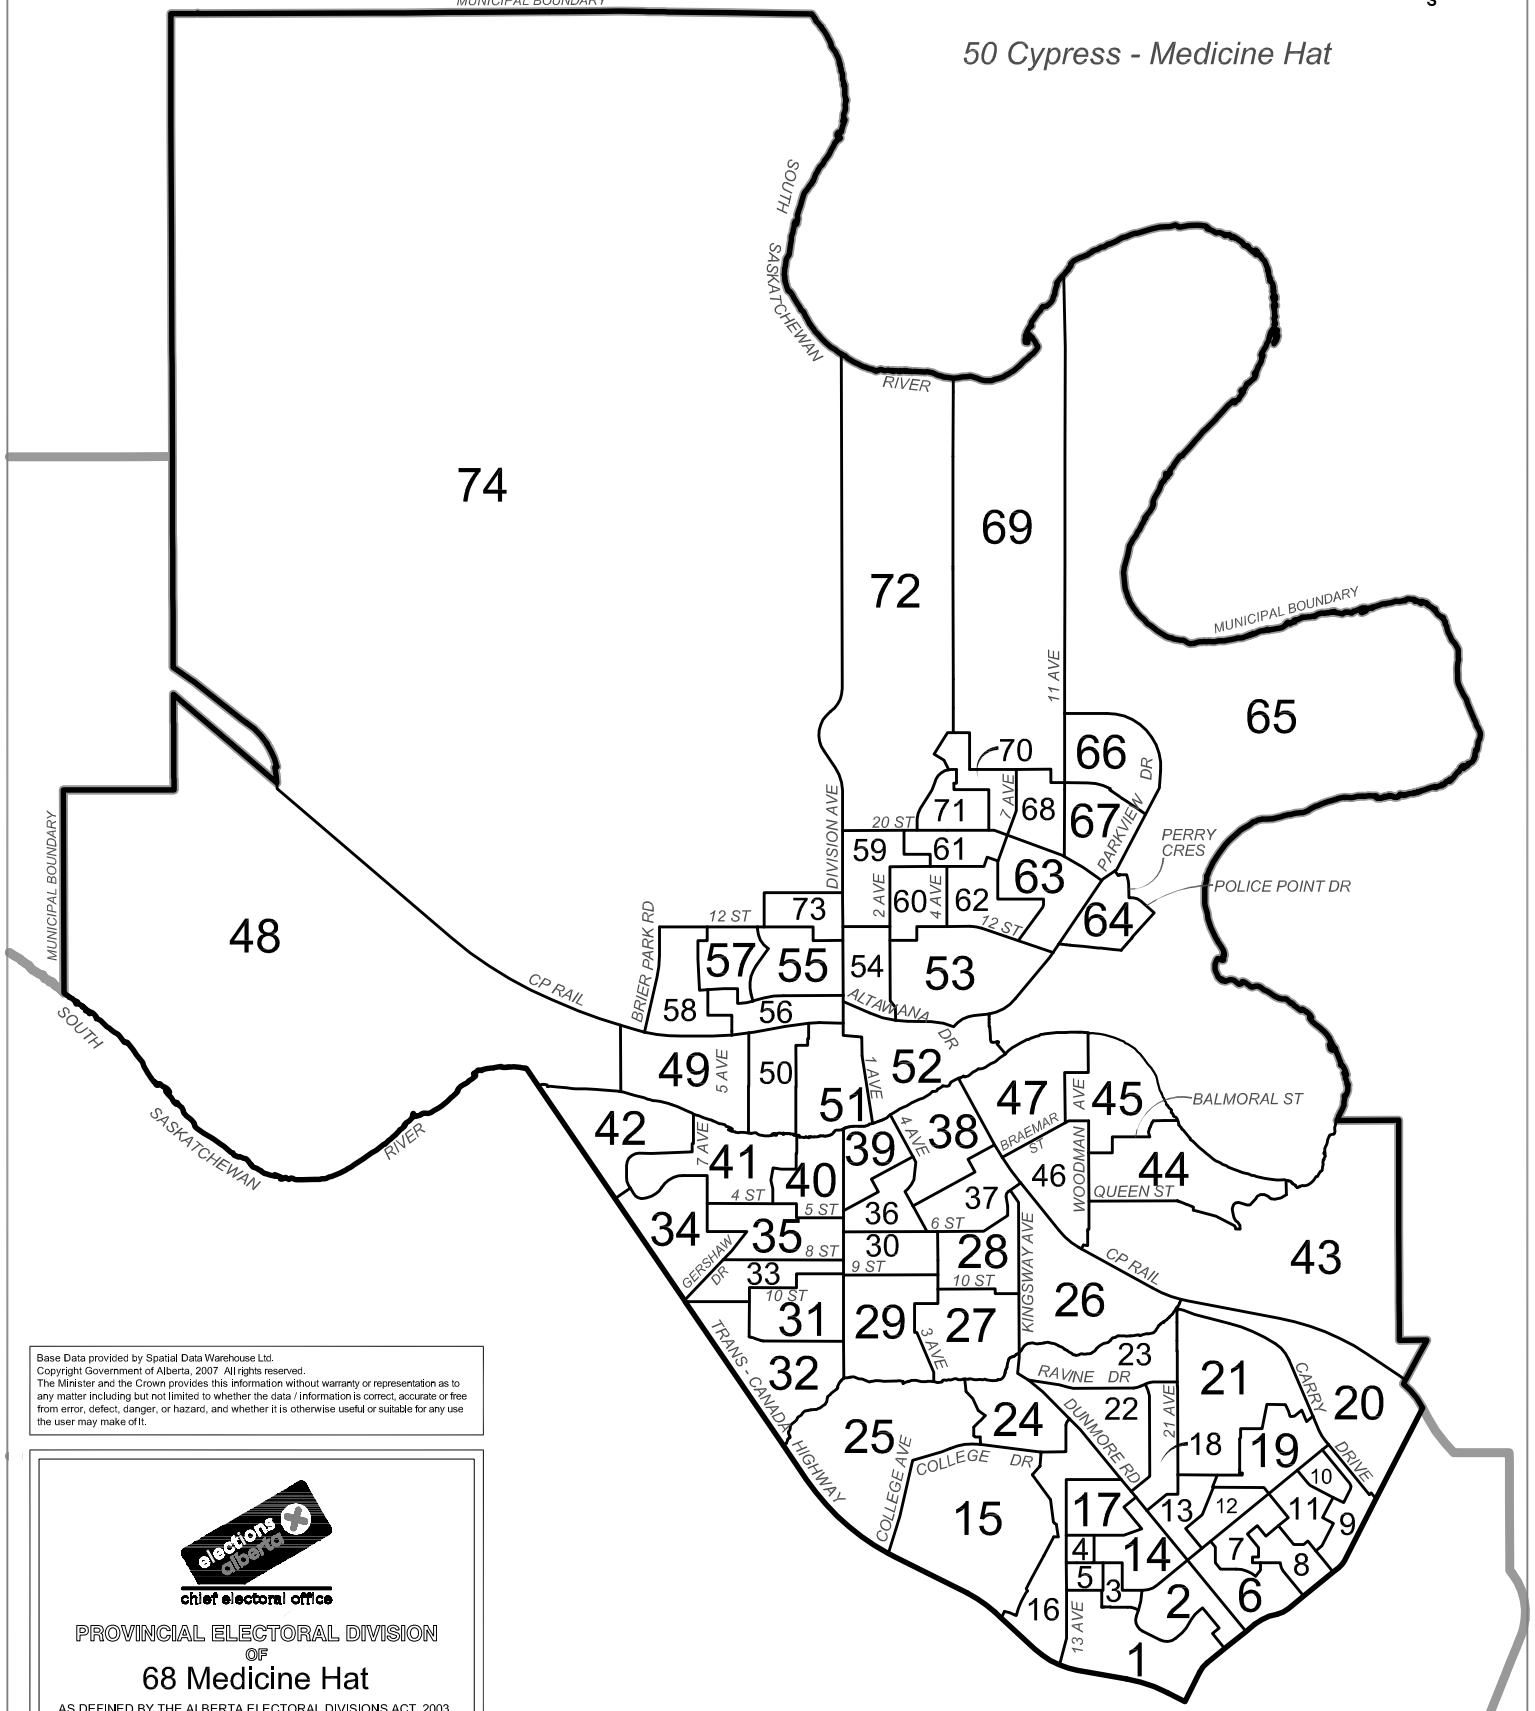 MUNICIPAL BOUNDARY
S
50 Cypress - Medicine Hat
SOUTH
SASKATCHEWAN
RIVER
74
69
72
MUNICIPAL BOUNDARY
11 AVE
65
70
66
DR
7 AVE
71
68
67
PARKVIEW
20 ST
DIVISION AVE
59
61
PERRY
CRES
63
POLICE POINT DR
2 AVE
60
4 AVE
62
73
12 ST
12 ST
64
MUNICIPAL BOUNDARY
48
BRIER PARK RD
57
55
54
53
CP RAIL
58
56
ALTAWANA
DR
SOUTH
49
5 AVE
50
52
1 AVE
51
47
AVE
45
BALMORAL ST
SASKATCHEWAN
RIVER
42
7 AVE
39
4 AVE
38
BRAEMAR
ST
41
40
46
WOODMAN
44
4 ST
5 ST
37
QUEEN ST
36
6 ST
34
35
8 ST
30
28
KINGSWAY AVE
43
GERSHAW
DR
33
9 ST
10 ST
CP RAIL
10 ST
31
29
27
26
TRANS - CANADA HIGHWAY
3 AVE
32
23
RAVINE DR
21
CARRY
DRIVE
20
22
21 AVE
25
24
DUNMORE RD
18
19
COLLEGE AVE
COLLEGE DR
10
15
17
13
12
11
9
4
14
7
8
5
3
6
16
2
13 AVE
1
Base Data provided by Spatial Data Warehouse Ltd.
Copyright Government of Alberta, 2007 All rights reserved.
The Minister and the Crown provides this information without warranty or representation as to
any matter including but not limited to whether the data / information is correct, accurate or free
from error, defect, danger, or hazard, and whether it is otherwise useful or suitable for any use
the user may make of it.
elections
alberta
chief electoral office
PROVINCIAL ELECTORAL DIVISION
OF
68 Medicine Hat
AS DEFINED BY THE ALBERTA ELECTORAL DIVISIONS ACT, 2003